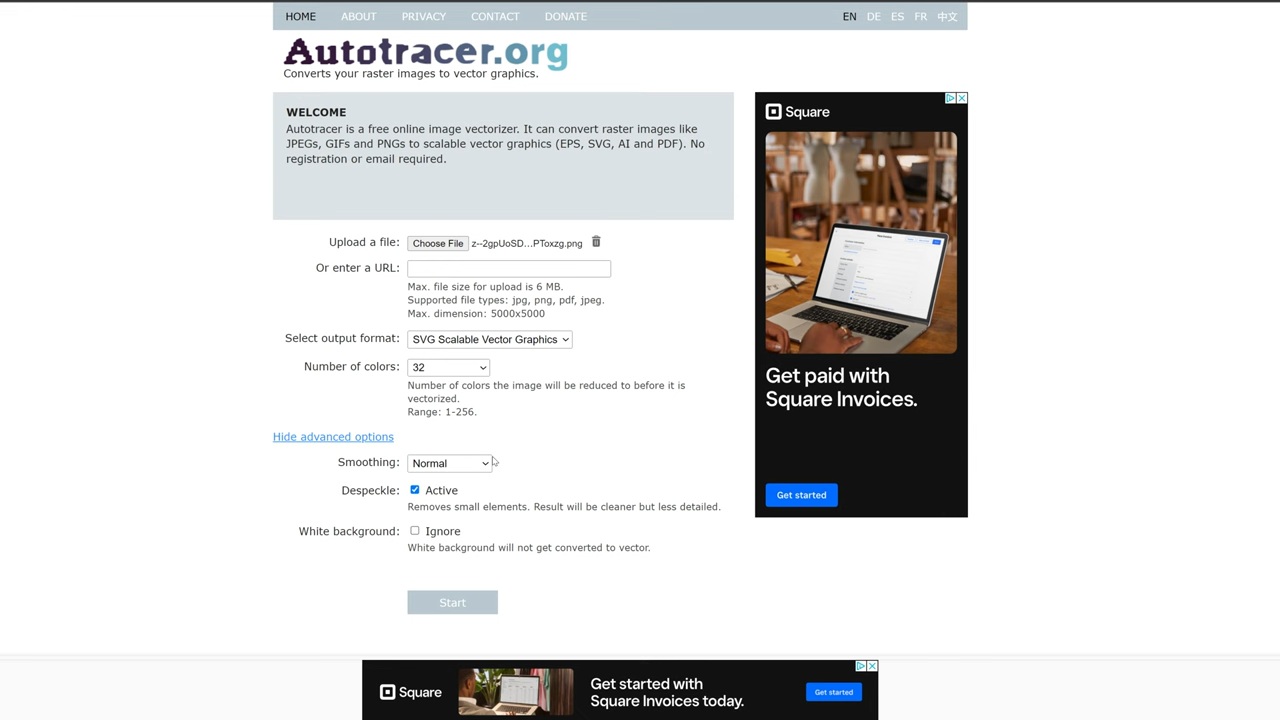 HOME ABOUT PRIVACY CONTACT DONATE EN DE ES FR 中文
Autotracer.org
Converts your raster images to vector graphics.
WELCOME
Autotracer is a free online image vectorizer. It can convert raster images like
JPEGs, GIFs and PNGs to scalable vector graphics (EPS, SVG, AI and PDF). No
registration or email required.
Upload a file: Choose File z--2gpUoSD...PToxzg.png
Or enter a URL:
Max. file size for upload is 6 MB.
Supported file types: jpg, png, pdf, jpeg.
Max. dimension: 5000x5000
Select output format: SVG Scalable Vector Graphics
Number of colors: 32
Number of colors the image will be reduced to before it is
vectorized.
Range: 1-256.
Hide advanced options
Smoothing: Normal
Despeckle: Active
Removes small elements. Result will be cleaner but less detailed.
White background: Ignore
White background will not get converted to vector.
Start
Square
Get paid with
Square Invoices.
Get started
Square
Get started with
Square Invoices today.
Get started